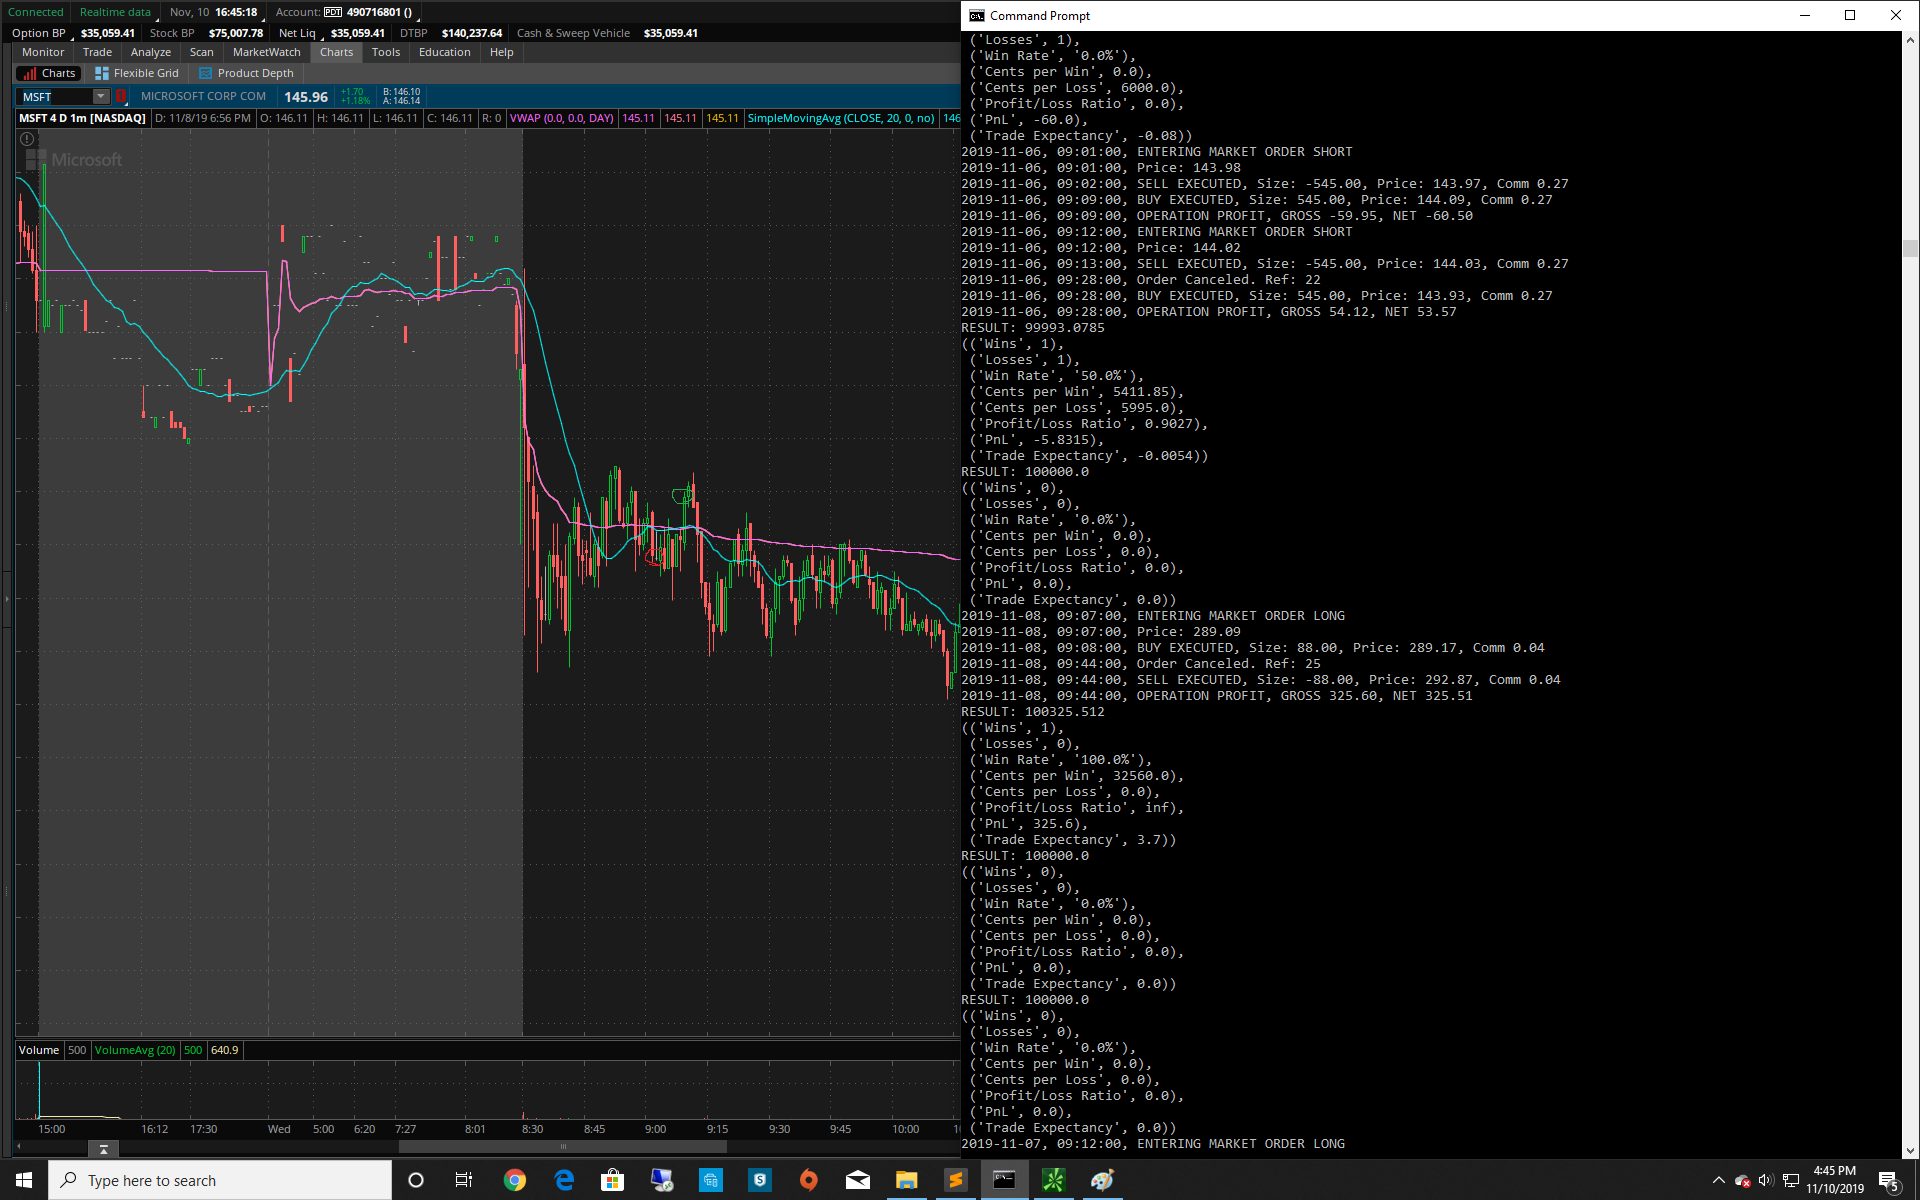 Connected Realtime data Nov, 10 16:45:18 Account: PDT 490716801 ()
Option BP $35,059.41 Stock BP $75,007.78 Net Liq $35,059.41 DTBP $140,237.64 Cash & Sweep Vehicle $35,059.41
Monitor Trade Analyze Scan MarketWatch Charts Tools Education Help
Charts Flexible Grid Product Depth
MSFT MICROSOFT CORP COM 145.96 +1.70 +1.18% B: 146.10 A: 146.14
MSFT 4 D 1m [NASDAQ] D: 11/8/19 6:56 PM O: 146.11 H: 146.11 L: 146.11 C: 146.11 R: 0 VWAP (0.0, 0.0, DAY) 145.11 145.11 145.11 SimpleMovingAvg (CLOSE, 20, 0, no) 146
Microsoft
Volume 500 VolumeAvg (20) 500 640.9
15:00 16:12 17:30 Wed 5:00 6:20 7:27 8:01 8:30 8:45 9:00 9:15 9:30 9:45 10:00
Command Prompt
('Losses', 1),
('Win Rate', '0.0%'),
('Cents per Win', 0.0),
('Cents per Loss', 6000.0),
('Profit/Loss Ratio', 0.0),
('PnL', -60.0),
('Trade Expectancy', -0.08))
2019-11-06, 09:01:00, ENTERING MARKET ORDER SHORT
2019-11-06, 09:01:00, Price: 143.98
2019-11-06, 09:02:00, SELL EXECUTED, Size: -545.00, Price: 143.97, Comm 0.27
2019-11-06, 09:09:00, BUY EXECUTED, Size: 545.00, Price: 144.09, Comm 0.27
2019-11-06, 09:09:00, OPERATION PROFIT, GROSS -59.95, NET -60.50
2019-11-06, 09:12:00, ENTERING MARKET ORDER SHORT
2019-11-06, 09:12:00, Price: 144.02
2019-11-06, 09:13:00, SELL EXECUTED, Size: -545.00, Price: 144.03, Comm 0.27
2019-11-06, 09:28:00, Order Canceled. Ref: 22
2019-11-06, 09:28:00, BUY EXECUTED, Size: 545.00, Price: 143.93, Comm 0.27
2019-11-06, 09:28:00, OPERATION PROFIT, GROSS 54.12, NET 53.57
RESULT: 99993.0785
(('Wins', 1),
('Losses', 1),
('Win Rate', '50.0%'),
('Cents per Win', 5411.85),
('Cents per Loss', 5995.0),
('Profit/Loss Ratio', 0.9027),
('PnL', -5.8315),
('Trade Expectancy', -0.0054))
RESULT: 100000.0
(('Wins', 0),
('Losses', 0),
('Win Rate', '0.0%'),
('Cents per Win', 0.0),
('Cents per Loss', 0.0),
('Profit/Loss Ratio', 0.0),
('PnL', 0.0),
('Trade Expectancy', 0.0))
2019-11-08, 09:07:00, ENTERING MARKET ORDER LONG
2019-11-08, 09:07:00, Price: 289.09
2019-11-08, 09:08:00, BUY EXECUTED, Size: 88.00, Price: 289.17, Comm 0.04
2019-11-08, 09:44:00, Order Canceled. Ref: 25
2019-11-08, 09:44:00, SELL EXECUTED, Size: -88.00, Price: 292.87, Comm 0.04
2019-11-08, 09:44:00, OPERATION PROFIT, GROSS 325.60, NET 325.51
RESULT: 100325.512
(('Wins', 1),
('Losses', 0),
('Win Rate', '100.0%'),
('Cents per Win', 32560.0),
('Cents per Loss', 0.0),
('Profit/Loss Ratio', inf),
('PnL', 325.6),
('Trade Expectancy', 3.7))
RESULT: 100000.0
(('Wins', 0),
('Losses', 0),
('Win Rate', '0.0%'),
('Cents per Win', 0.0),
('Cents per Loss', 0.0),
('Profit/Loss Ratio', 0.0),
('PnL', 0.0),
('Trade Expectancy', 0.0))
RESULT: 100000.0
(('Wins', 0),
('Losses', 0),
('Win Rate', '0.0%'),
('Cents per Win', 0.0),
('Cents per Loss', 0.0),
('Profit/Loss Ratio', 0.0),
('PnL', 0.0),
('Trade Expectancy', 0.0))
2019-11-07, 09:12:00, ENTERING MARKET ORDER LONG
Type here to search
4:45 PM
11/10/2019
5